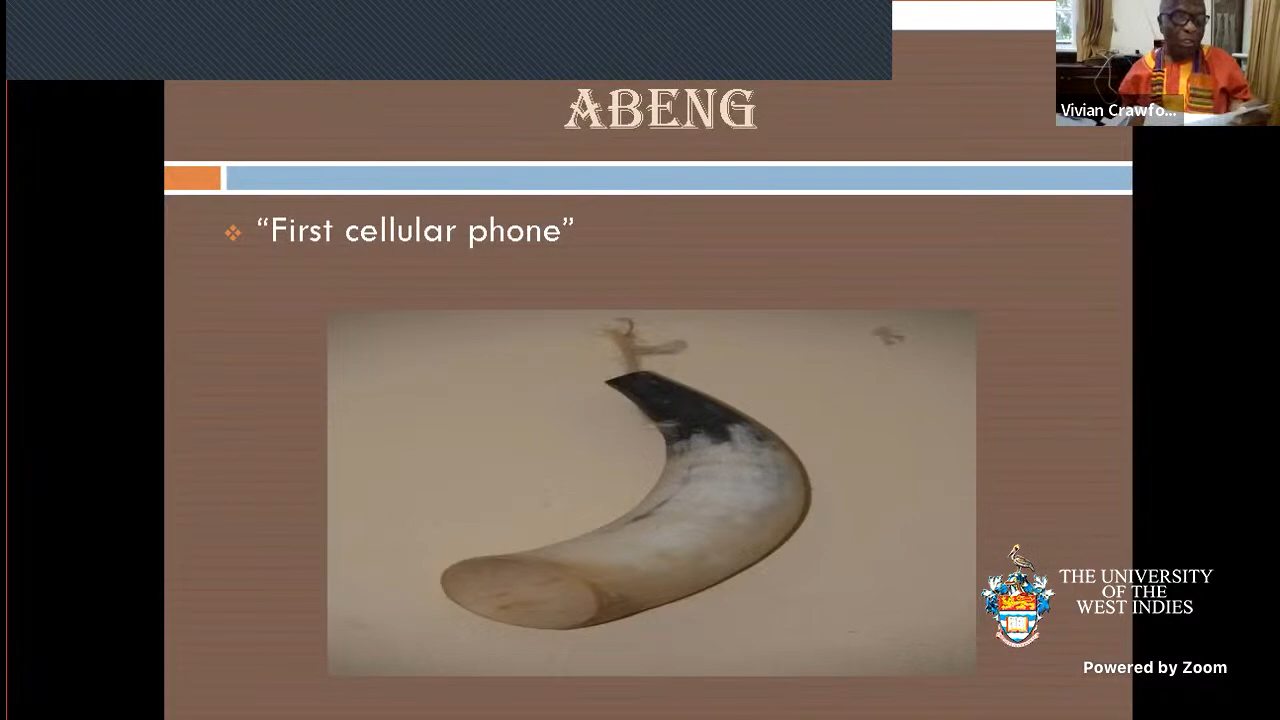 ABENG
Vivian Crawfo...
“First cellular phone”
THE UNIVERSITY
OF THE
WEST INDIES
Powered by Zoom